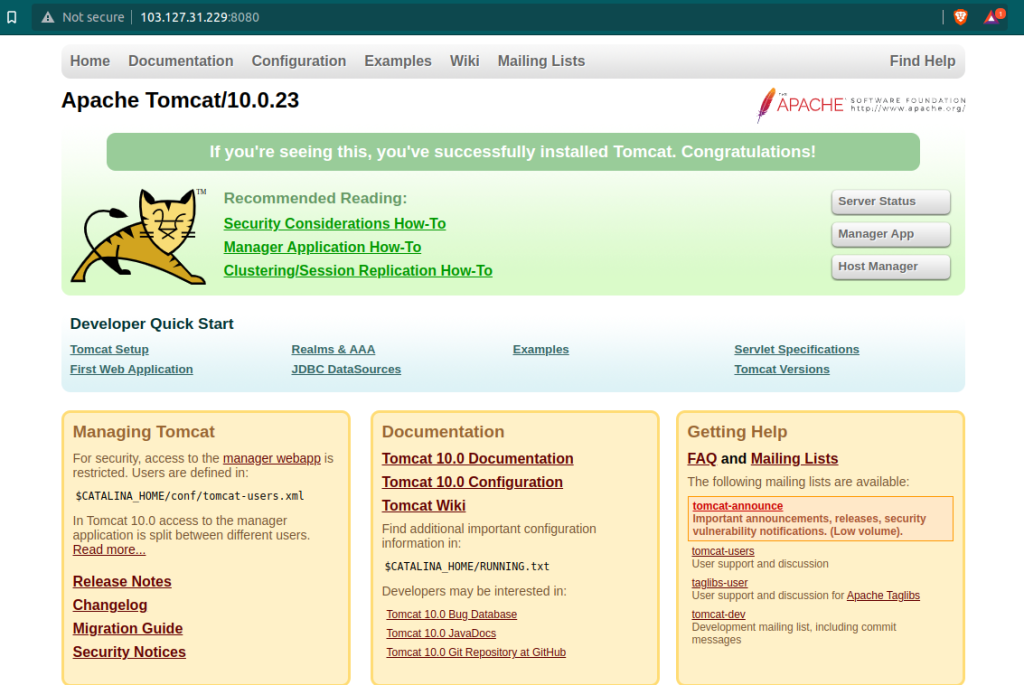 Not secure 103.127.31.229:8080
1
Home Documentation Configuration Examples Wiki Mailing Lists Find Help
Apache Tomcat/10.0.23
THE
APACHE SOFTWARE FOUNDATION
http://www.apache.org/
If you're seeing this, you've successfully installed Tomcat. Congratulations!
TM
Recommended Reading:
Security Considerations How-To
Manager Application How-To
Clustering/Session Replication How-To
Server Status
Manager App
Host Manager
Developer Quick Start
Tomcat Setup
First Web Application
Realms & AAA
JDBC DataSources
Examples
Servlet Specifications
Tomcat Versions
Managing Tomcat
For security, access to the manager webapp is
restricted. Users are defined in:
$CATALINA_HOME/conf/tomcat-users.xml
In Tomcat 10.0 access to the manager
application is split between different users.
Read more...
Release Notes
Changelog
Migration Guide
Security Notices
Documentation
Tomcat 10.0 Documentation
Tomcat 10.0 Configuration
Tomcat Wiki
Find additional important configuration
information in:
$CATALINA_HOME/RUNNING.txt
Developers may be interested in:
Tomcat 10.0 Bug Database
Tomcat 10.0 JavaDocs
Tomcat 10.0 Git Repository at GitHub
Getting Help
FAQ and Mailing Lists
The following mailing lists are available:
tomcat-announce
Important announcements, releases, security
vulnerability notifications. (Low volume).
tomcat-users
User support and discussion
taglibs-user
User support and discussion for Apache Taglibs
tomcat-dev
Development mailing list, including commit
messages